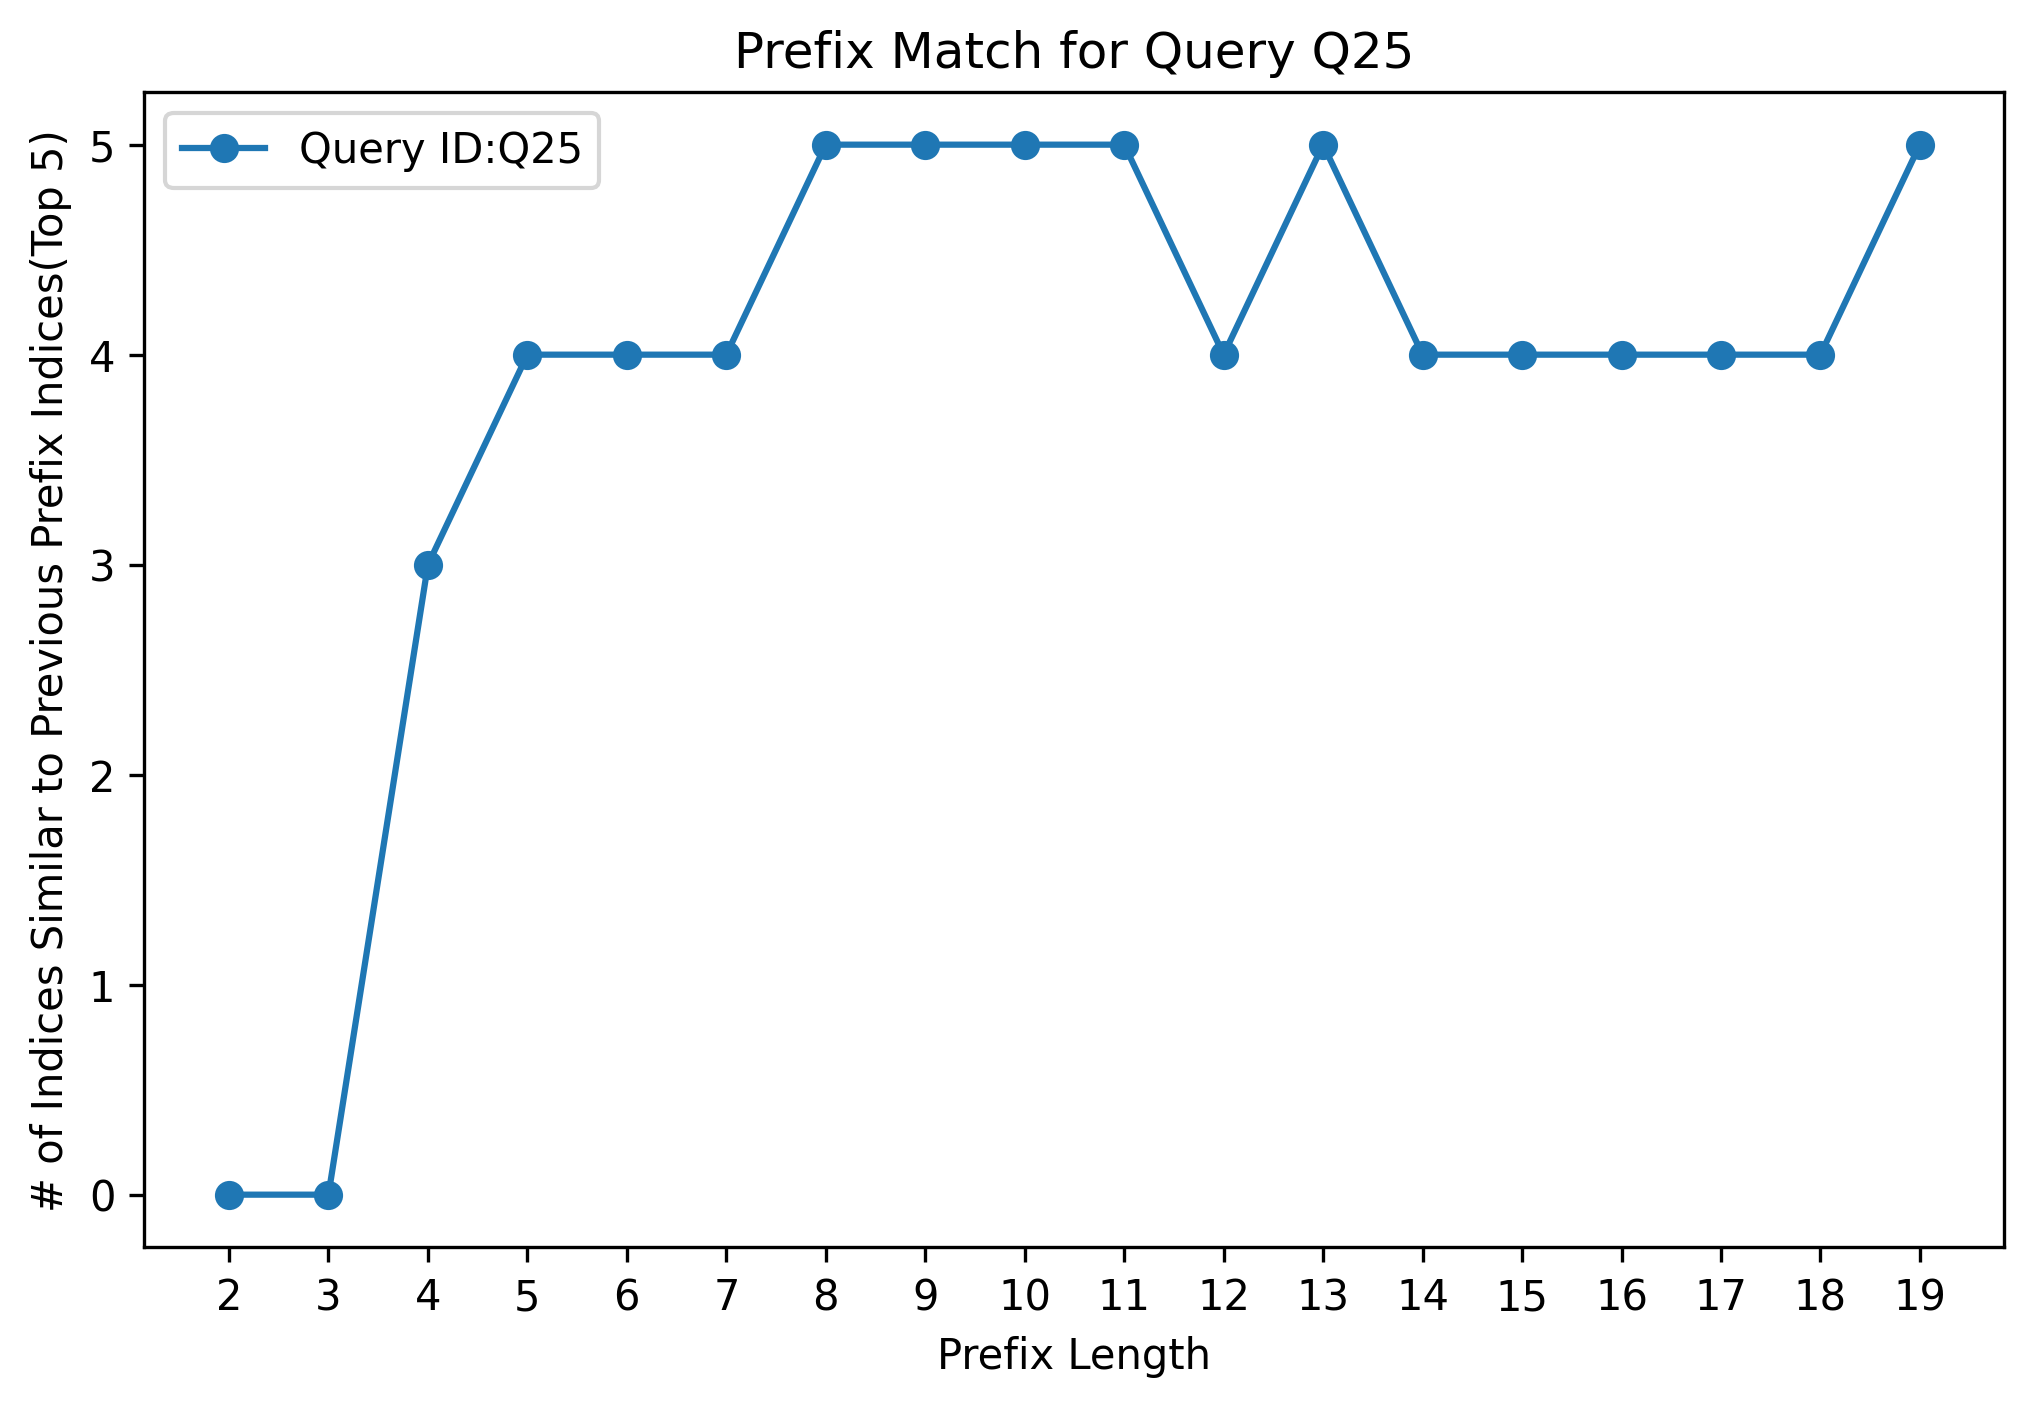 Prefix Match for Query Q25
Query ID:Q25
# of Indices Similar to Previous Prefix Indices(Top 5)
5
4
3
2
1
0
2 3 4 5 6 7 8 9 10 11 12 13 14 15 16 17 18 19
Prefix Length